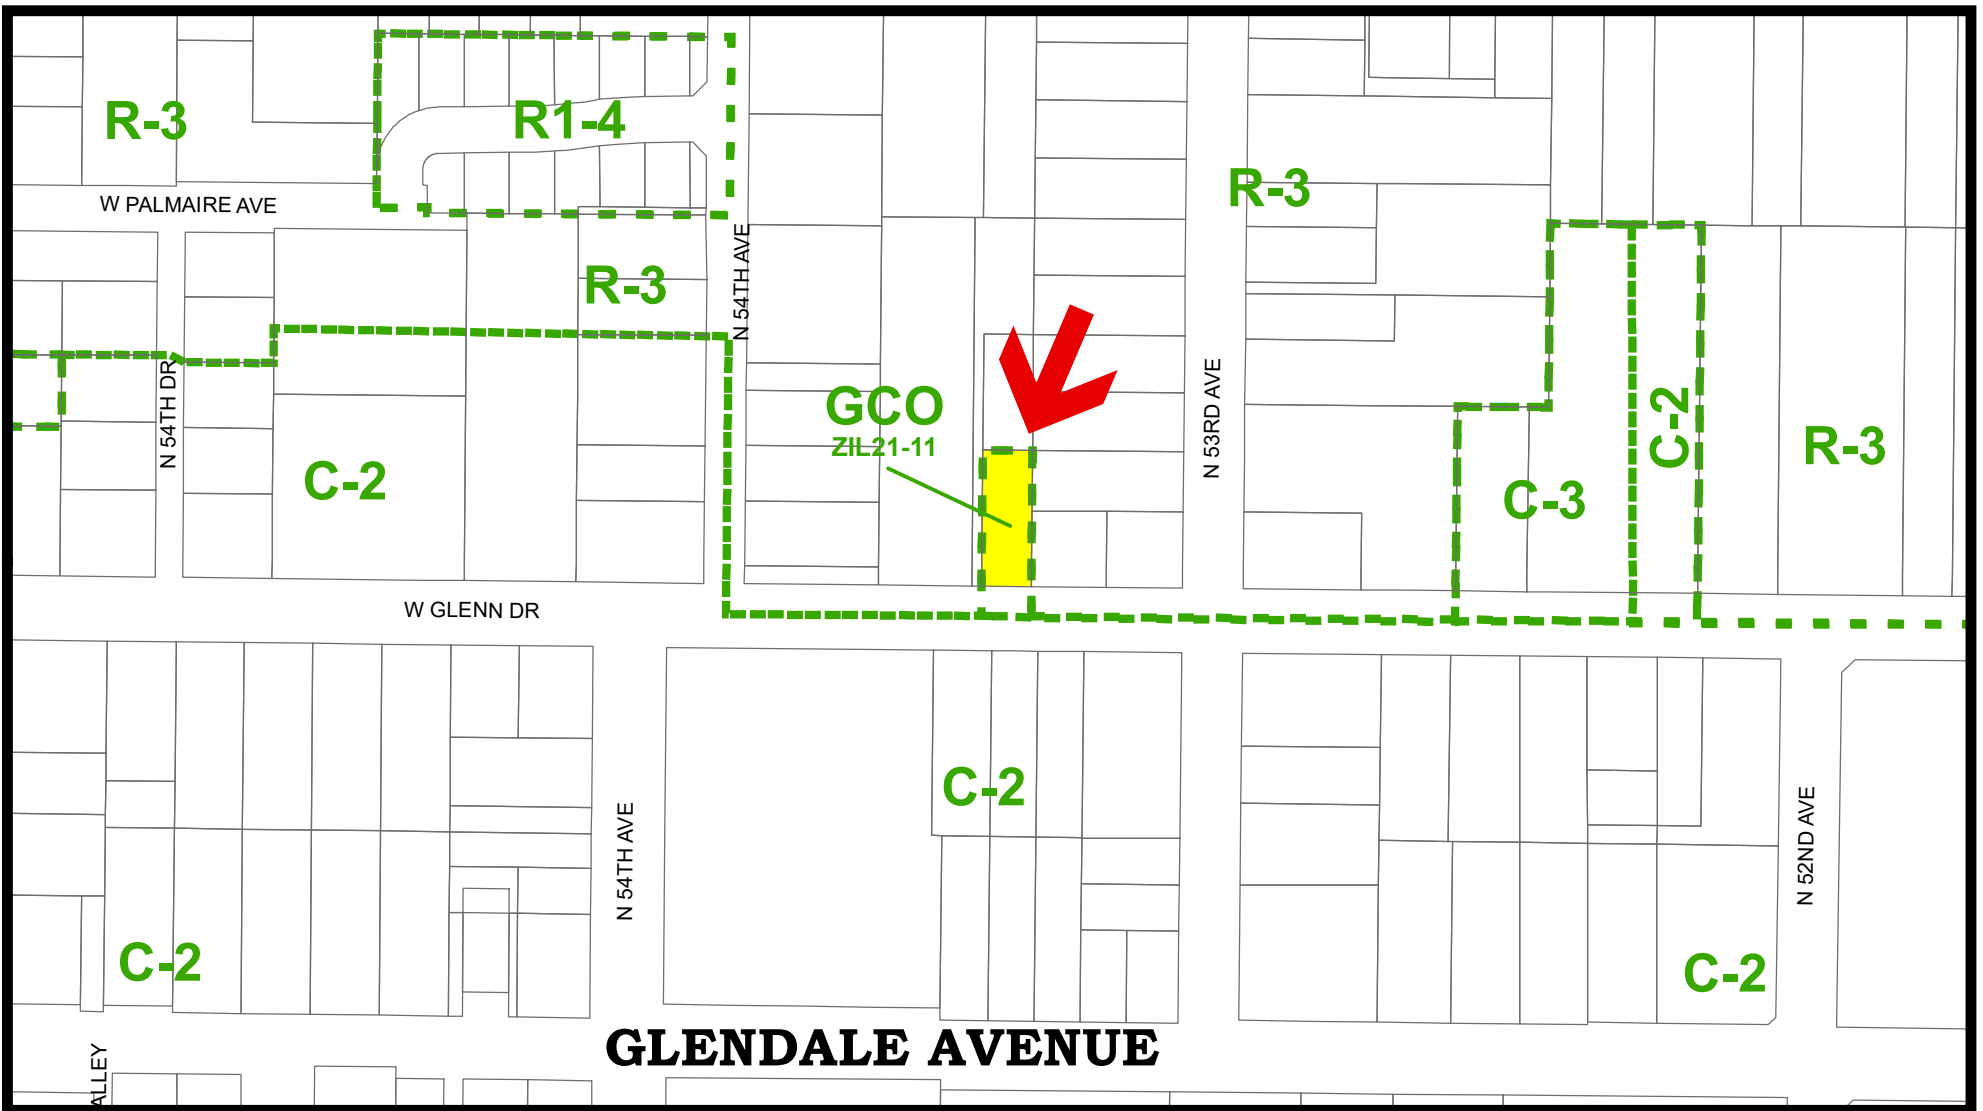 R-3
R1-4
R-3
W PALMAIRE AVE
N 54TH AVE
R-3
N 54TH DR
GCO
ZIL21-11
N 53RD AVE
C-2
R-3
C-2
C-3
W GLENN DR
C-2
N 54TH AVE
N 52ND AVE
C-2
C-2
GLENDALE AVENUE
ALLEY